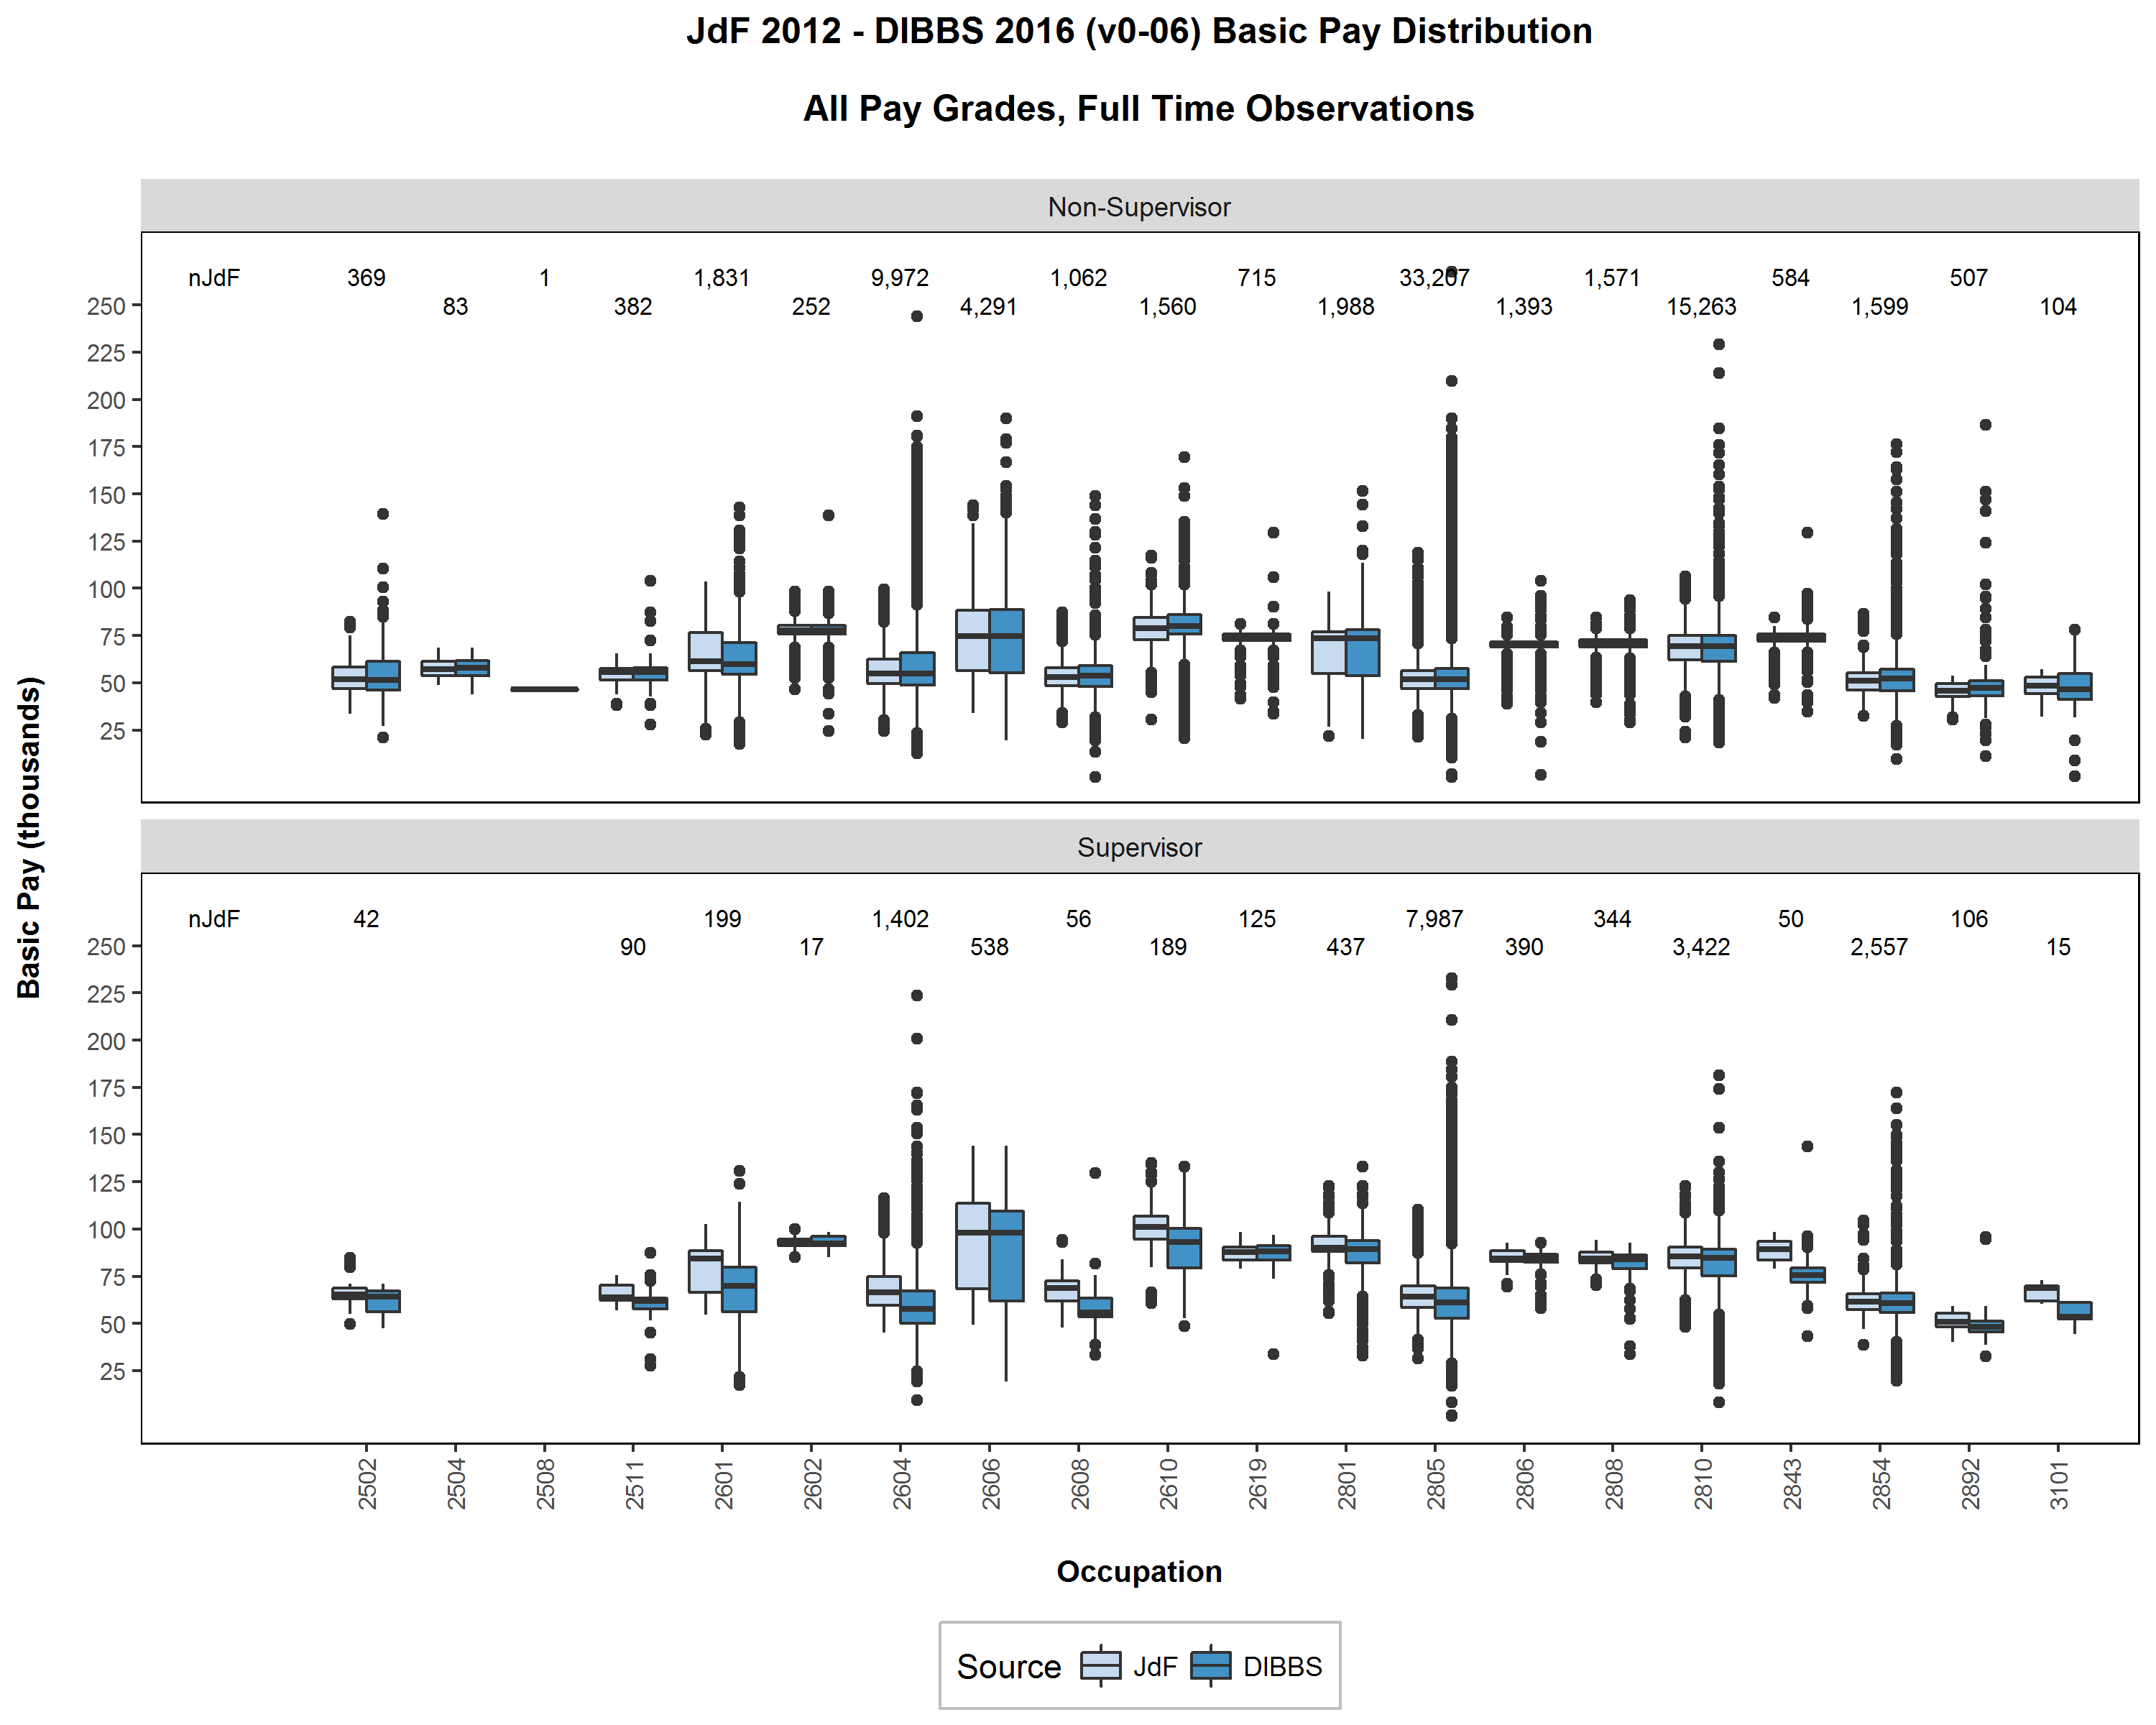 JdF 2012 - DIBBS 2016 (v0-06) Basic Pay Distribution
All Pay Grades, Full Time Observations
Non-Supervisor
nJdF 369 1 1,831 9,972 1,062 715 33,207 1,571 584 507
83 382 252 4,291 1,560 1,988 1,393 15,263 1,599 104
250
225
200
175
150
125
100
75
50
25
Basic Pay (thousands)
Supervisor
nJdF 42 199 1,402 56 125 7,987 344 50 106
90 17 538 189 437 390 3,422 2,557 15
250
225
200
175
150
125
100
75
50
25
2502 2504 2508 2511 2601 2602 2604 2606 2608 2610 2619 2801 2805 2806 2808 2810 2843 2854 2892 3101
Occupation
Source JdF DIBBS